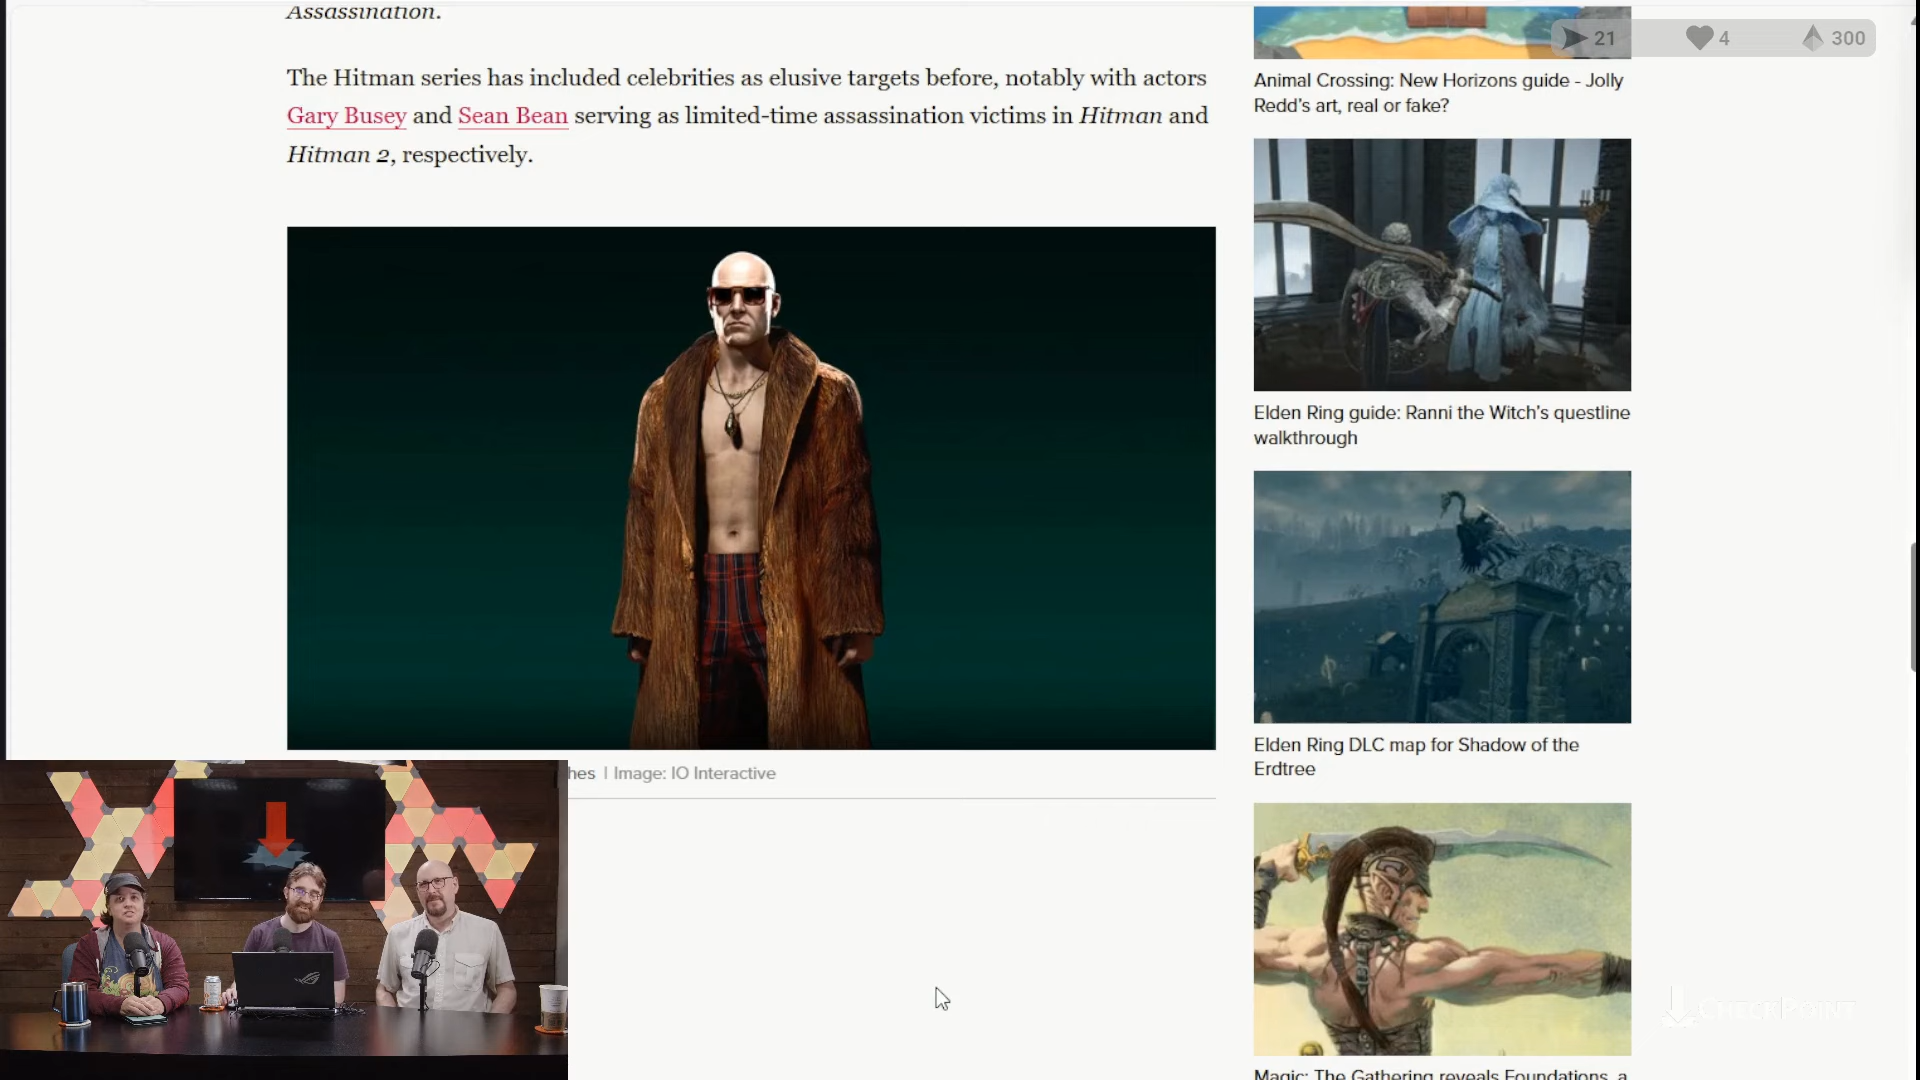 Assassination.
The Hitman series has included celebrities as elusive targets before, notably with actors
Gary Busey and Sean Bean serving as limited-time assassination victims in Hitman and
Hitman 2, respectively.
hes | Image: IO Interactive
21 4 300
Animal Crossing: New Horizons guide - Jolly
Redd’s art, real or fake?
Elden Ring guide: Ranni the Witch’s questline
walkthrough
Elden Ring DLC map for Shadow of the
Erdtree
CHECKPOINT
Magic: The Gathering reveals Foundations, a